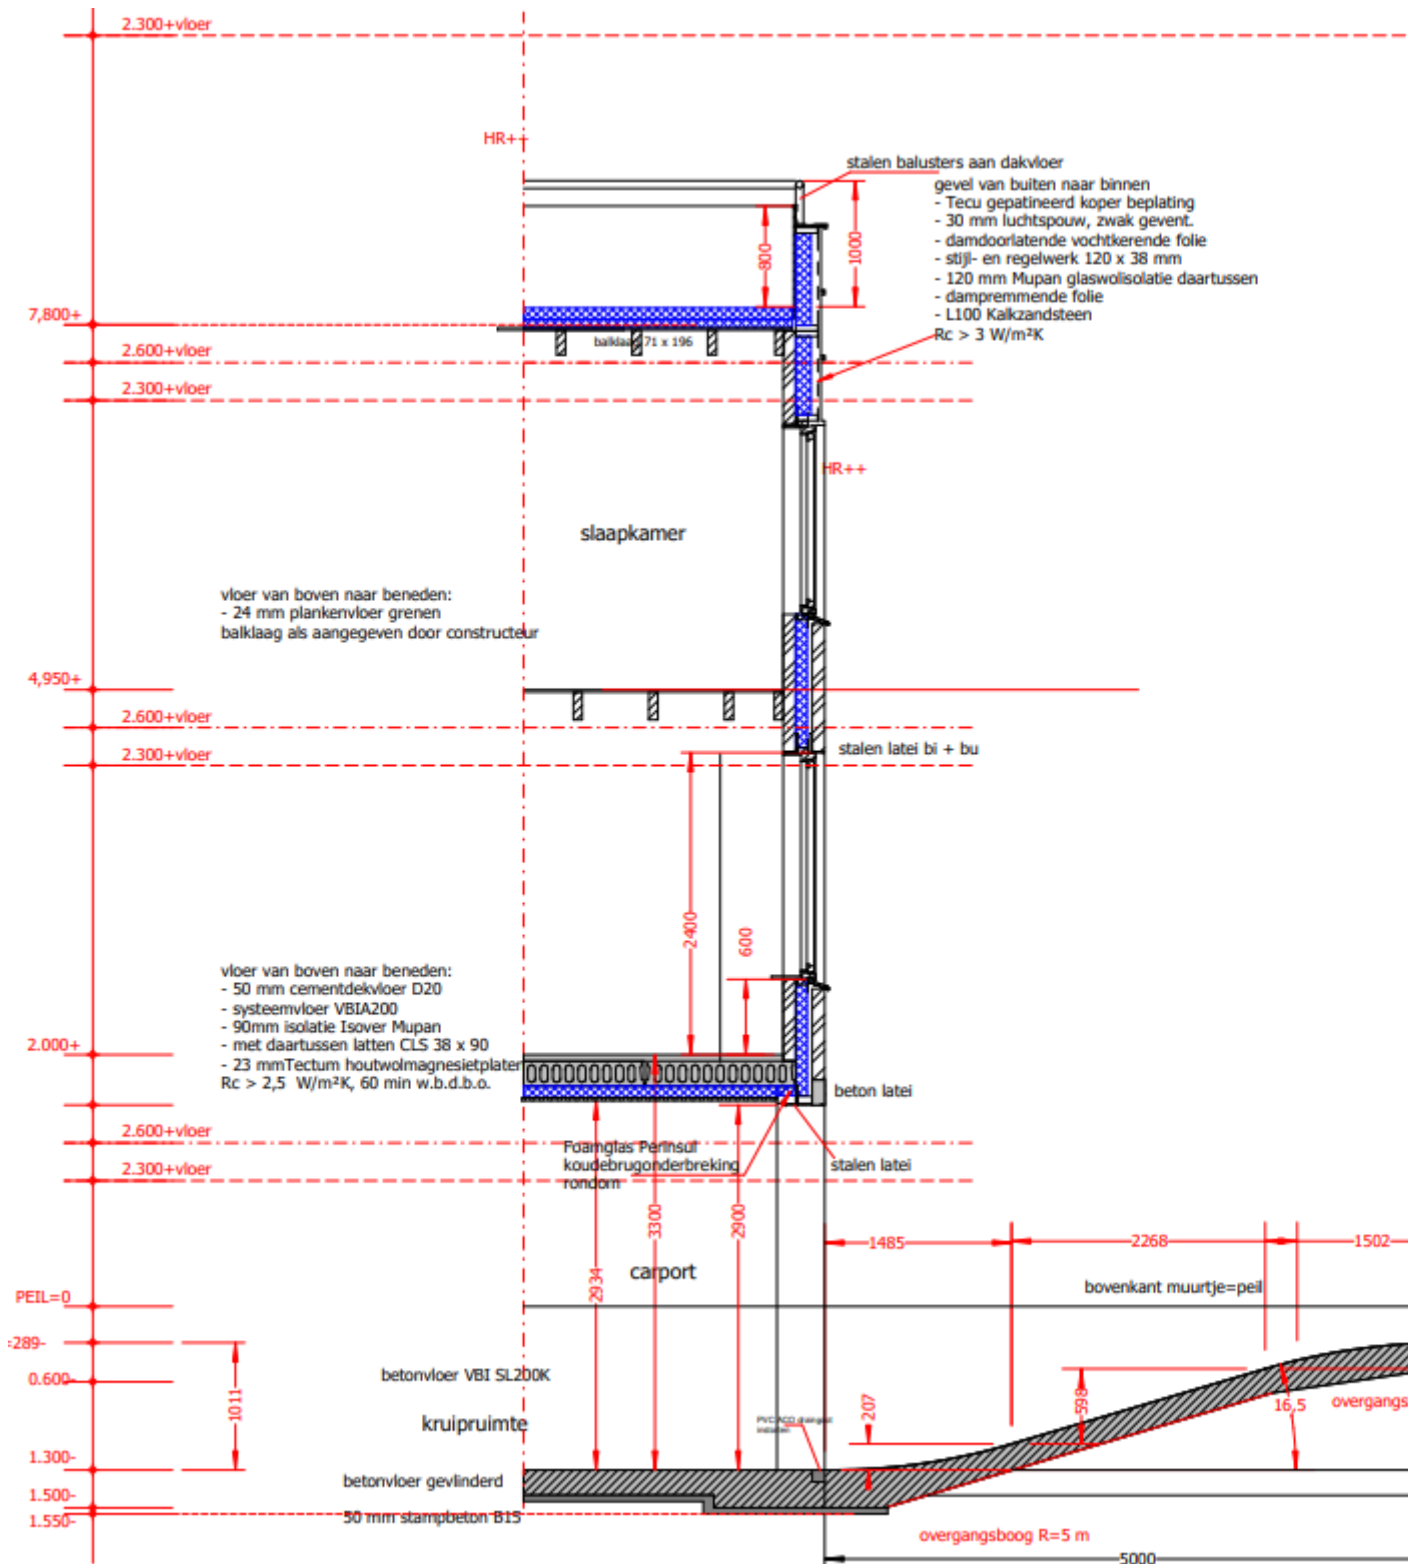 2.300+vloer
HR++
stalen balusters aan dakvloer
gevel van buiten naar binnen
- Tecu gepatineerd koper beplating
- 30 mm luchtspouw, zwak gevent.
- damdoorlatende vochtkerende folie
- stijl- en regelwerk 120 x 38 mm
- 120 mm Mupan glaswolisolatie daartussen
- dampremmende folie
- L100 Kalkzandsteen
Rc > 3 W/m²K
800
1000
7,800+
balklaag 71 x 196
2.600+vloer
2.300+vloer
HR++
slaapkamer
vloer van boven naar beneden:
- 24 mm plankenvloer grenen
balklaag als aangegeven door constructeur
4,950+
2.600+vloer
stalen latei bi + bu
2.300+vloer
2400
600
vloer van boven naar beneden:
- 50 mm cementdekvloer D20
- systeemvloer VBIA200
- 90mm isolatie Isover Mupan
- met daartussen latten CLS 38 x 90
- 23 mmTectum houtwolmagnesietplaten
Rc > 2,5 W/m²K, 60 min w.b.d.b.o.
2.000+
beton latei
2.600+vloer
Foamglas Perinsul
koudebrugonderbreking
rondom
stalen latei
2.300+vloer
2934
3300
2900
1485
2268
1502
carport
bovenkant muurtje=peil
PEIL=0
=289-
0.600-
1011
betonvloer VBI SL200K
kruipruimte
207
598
16,5
overgangs
PVC ACO
1.300-
betonvloer gevlinderd
1.500-
1.550-
50 mm stampbeton B15
overgangsboog R=5 m
5000